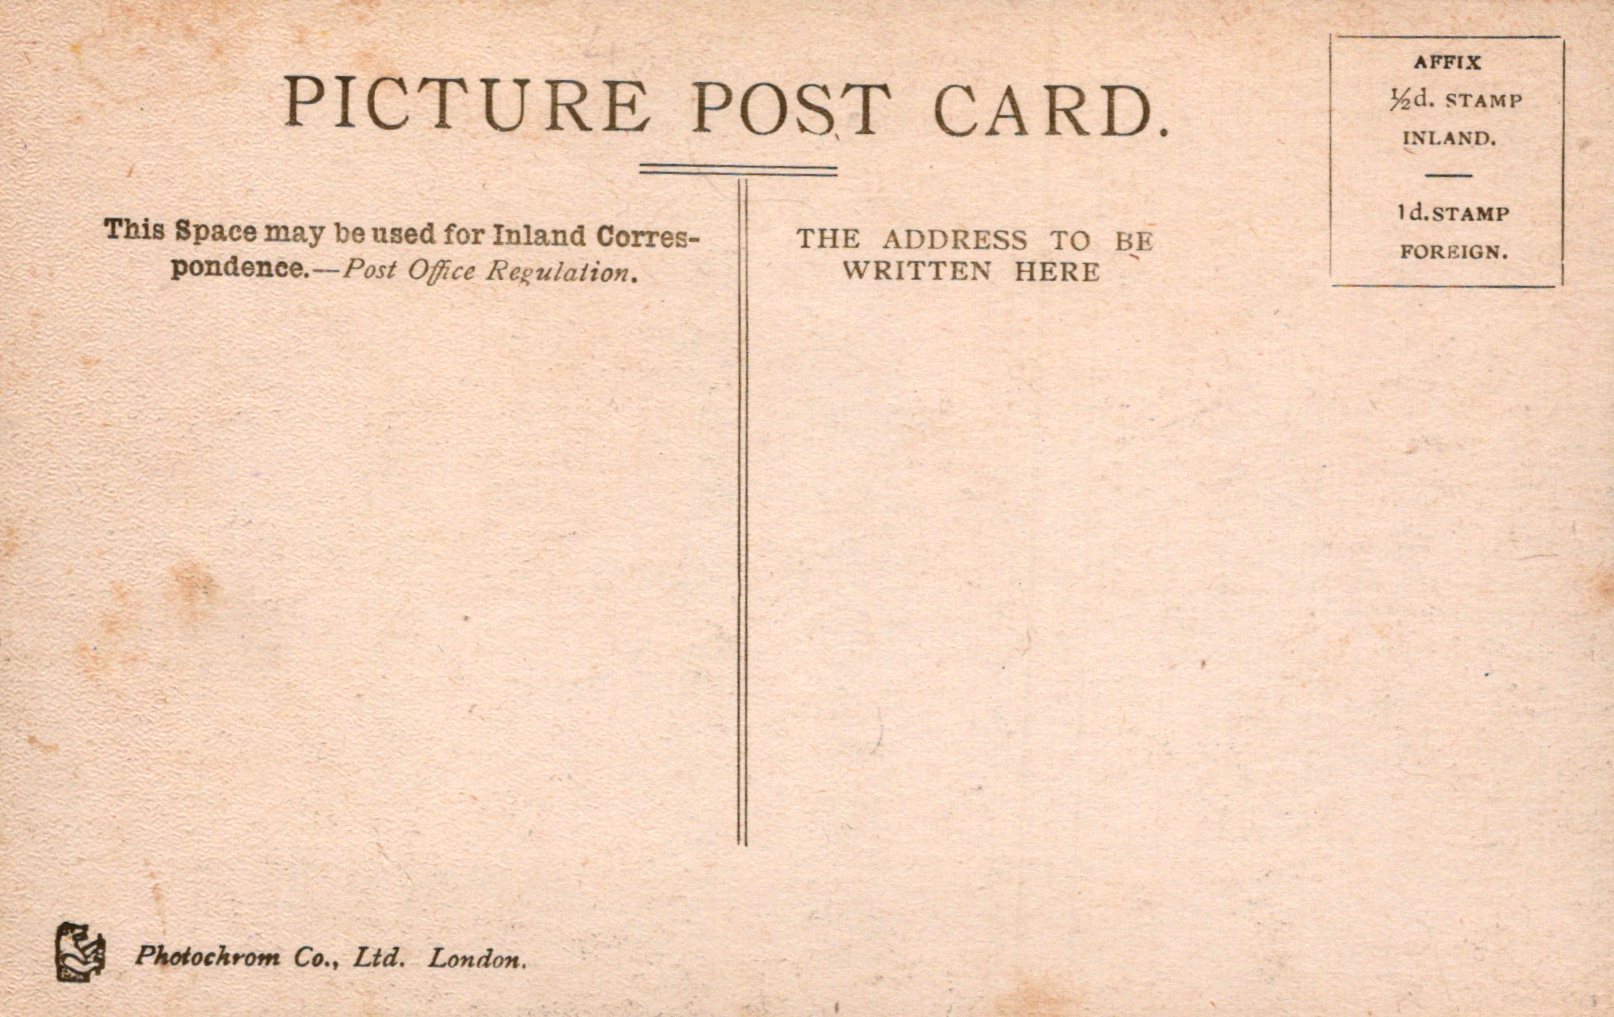 PICTURE POST CARD.
AFFIX
½d. STAMP
INLAND.
1d. STAMP
FOREIGN.
This Space may be used for Inland Corres-
pondence.—Post Office Regulation.
THE ADDRESS TO BE
WRITTEN HERE
Photochrom Co., Ltd. London.